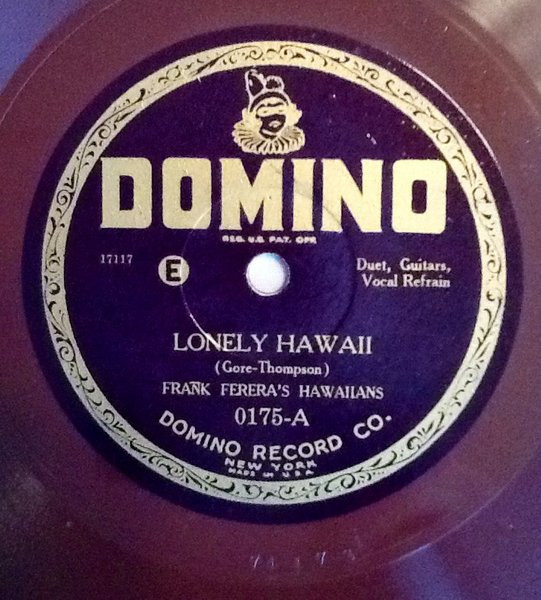 DOMINO
REG. U.S. PAT. OFF.
17117
E
Duet, Guitars,
Vocal Refrain
LONELY HAWAII
(Gore-Thompson)
FRANK FERERA'S HAWAIIANS
0175-A
DOMINO RECORD CO.
NEW YORK
MADE IN U.S.A.